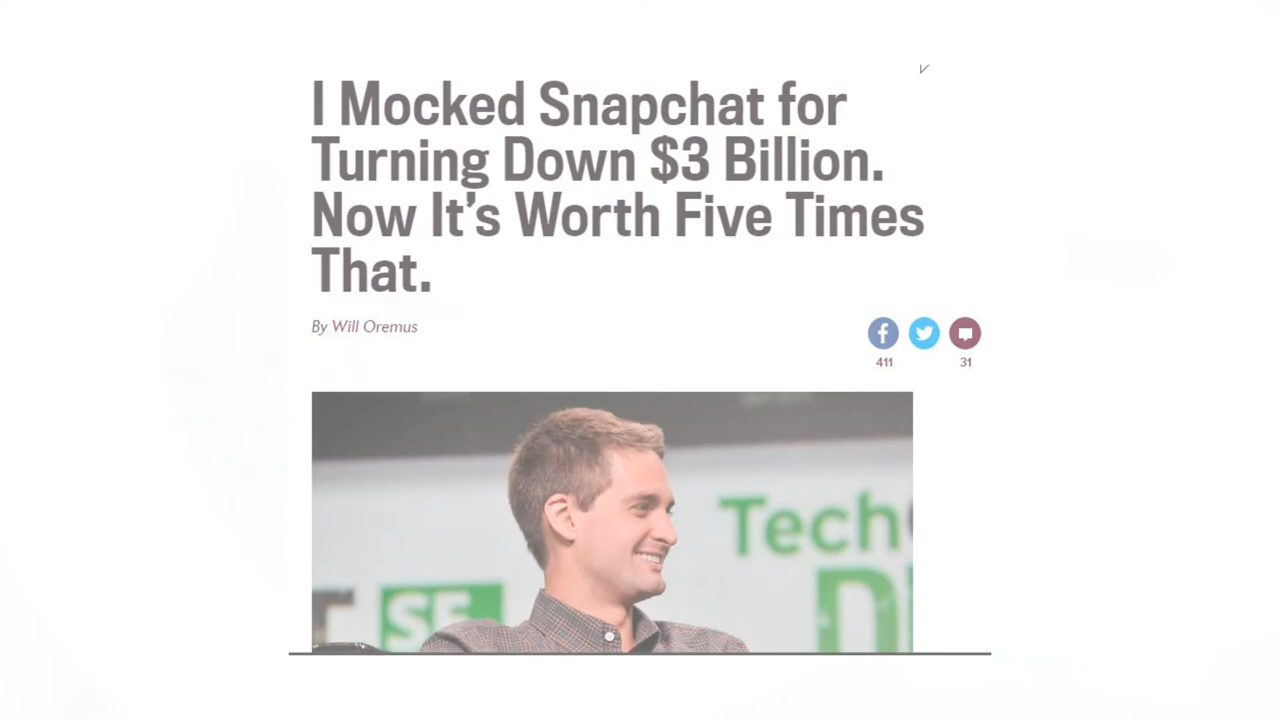 I Mocked Snapchat for
Turning Down $3 Billion.
Now It's Worth Five Times
That.
By Will Oremus
411
31
Tech
SF